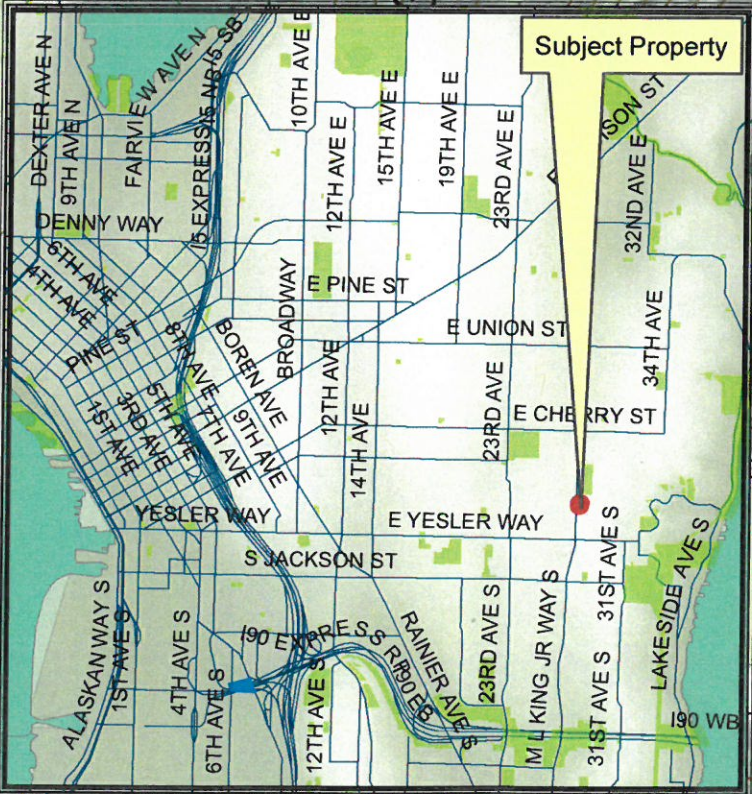 Subject Property
DEXTER AVE N
9TH AVE N
FAIRVIEW AVE N
I5 EXPRESS
I5 NB
I5 SB
10TH AVE E
12TH AVE E
15TH AVE E
19TH AVE E
23RD AVE E
ISON ST
32ND AVE E
DENNY WAY
6TH AVE
4TH AVE
PINE ST
E PINE ST
BROADWAY
E UNION ST
34TH AVE
8TH AVE
BOREN AVE
1ST AVE
3RD AVE
5TH AVE
7TH AVE
9TH AVE
12TH AVE
14TH AVE
23RD AVE
E CHERRY ST
YESLER WAY
E YESLER WAY
S JACKSON ST
31ST AVE S
LAKESIDE AVE S
ALASKAN WAY S
1ST AVE S
4TH AVE S
6TH AVE S
I90 EXPRESS RP
I90 EB
12TH AVE S
RAINIER AVE S
23RD AVE S
M L KING JR WAY S
31ST AVE S
I90 WB